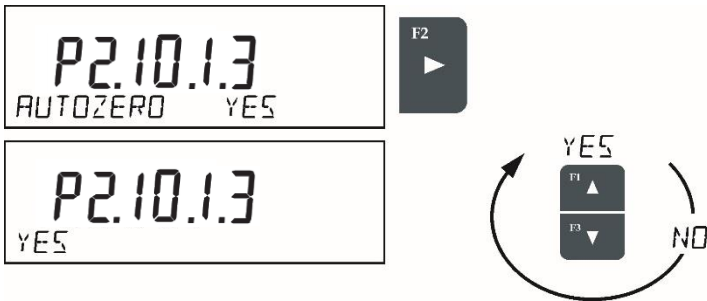 P2.10.1.3
AUTOZERO YES
F2
P2.10.1.3
YES
YES
F1
F3
NO